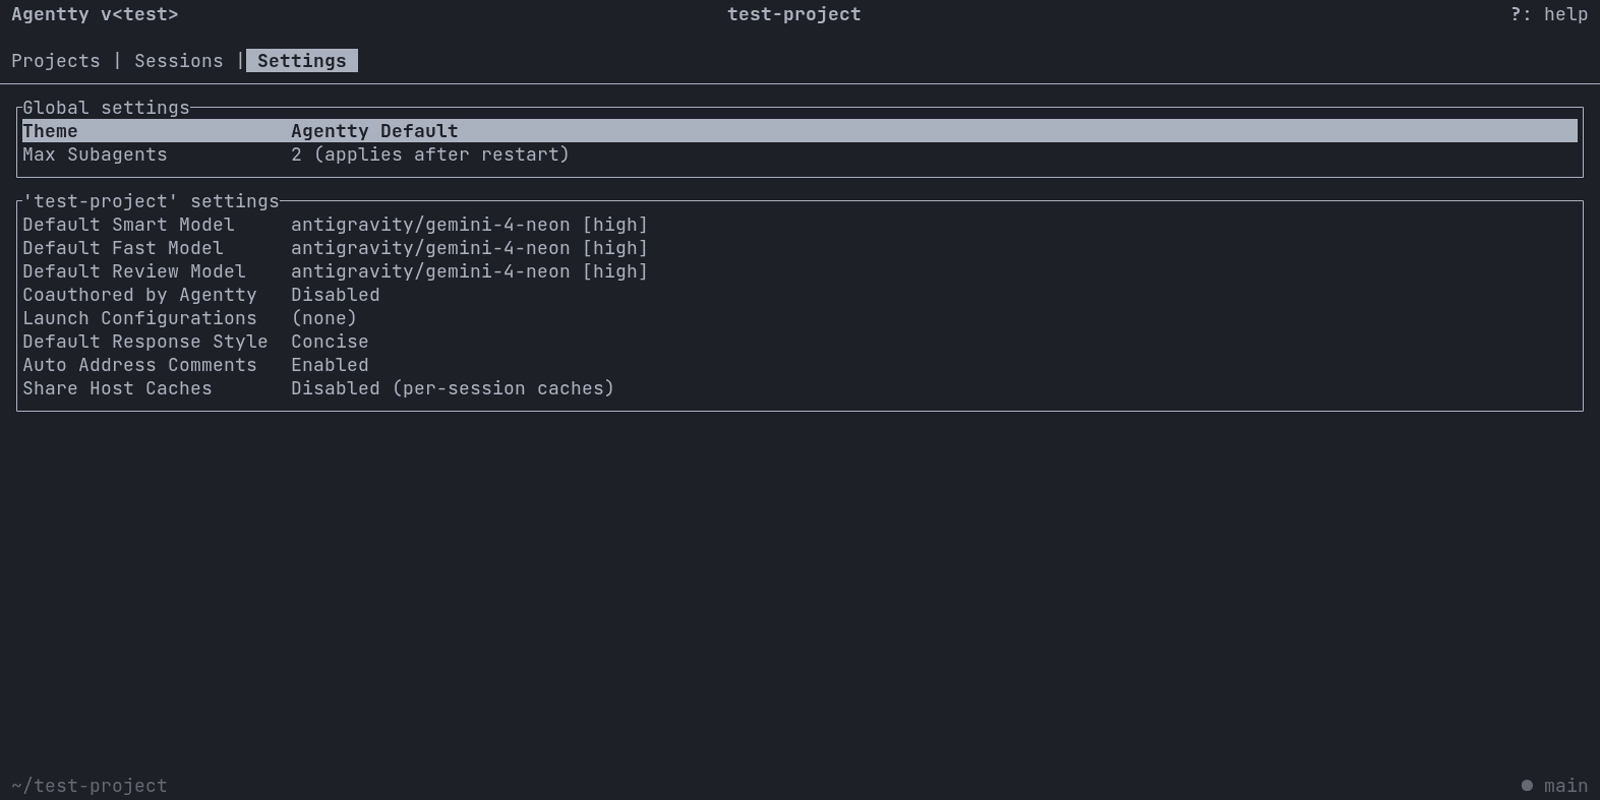 Agentty v<test> test-project ?: help
Projects | Sessions | Settings
Global settings
Theme Agentty Default
Max Subagents 2 (applies after restart)
'test-project' settings
Default Smart Model antigravity/gemini-4-neon [high]
Default Fast Model antigravity/gemini-4-neon [high]
Default Review Model antigravity/gemini-4-neon [high]
Coauthored by Agentty Disabled
Launch Configurations (none)
Default Response Style Concise
Auto Address Comments Enabled
Share Host Caches Disabled (per-session caches)
~/test-project ● main